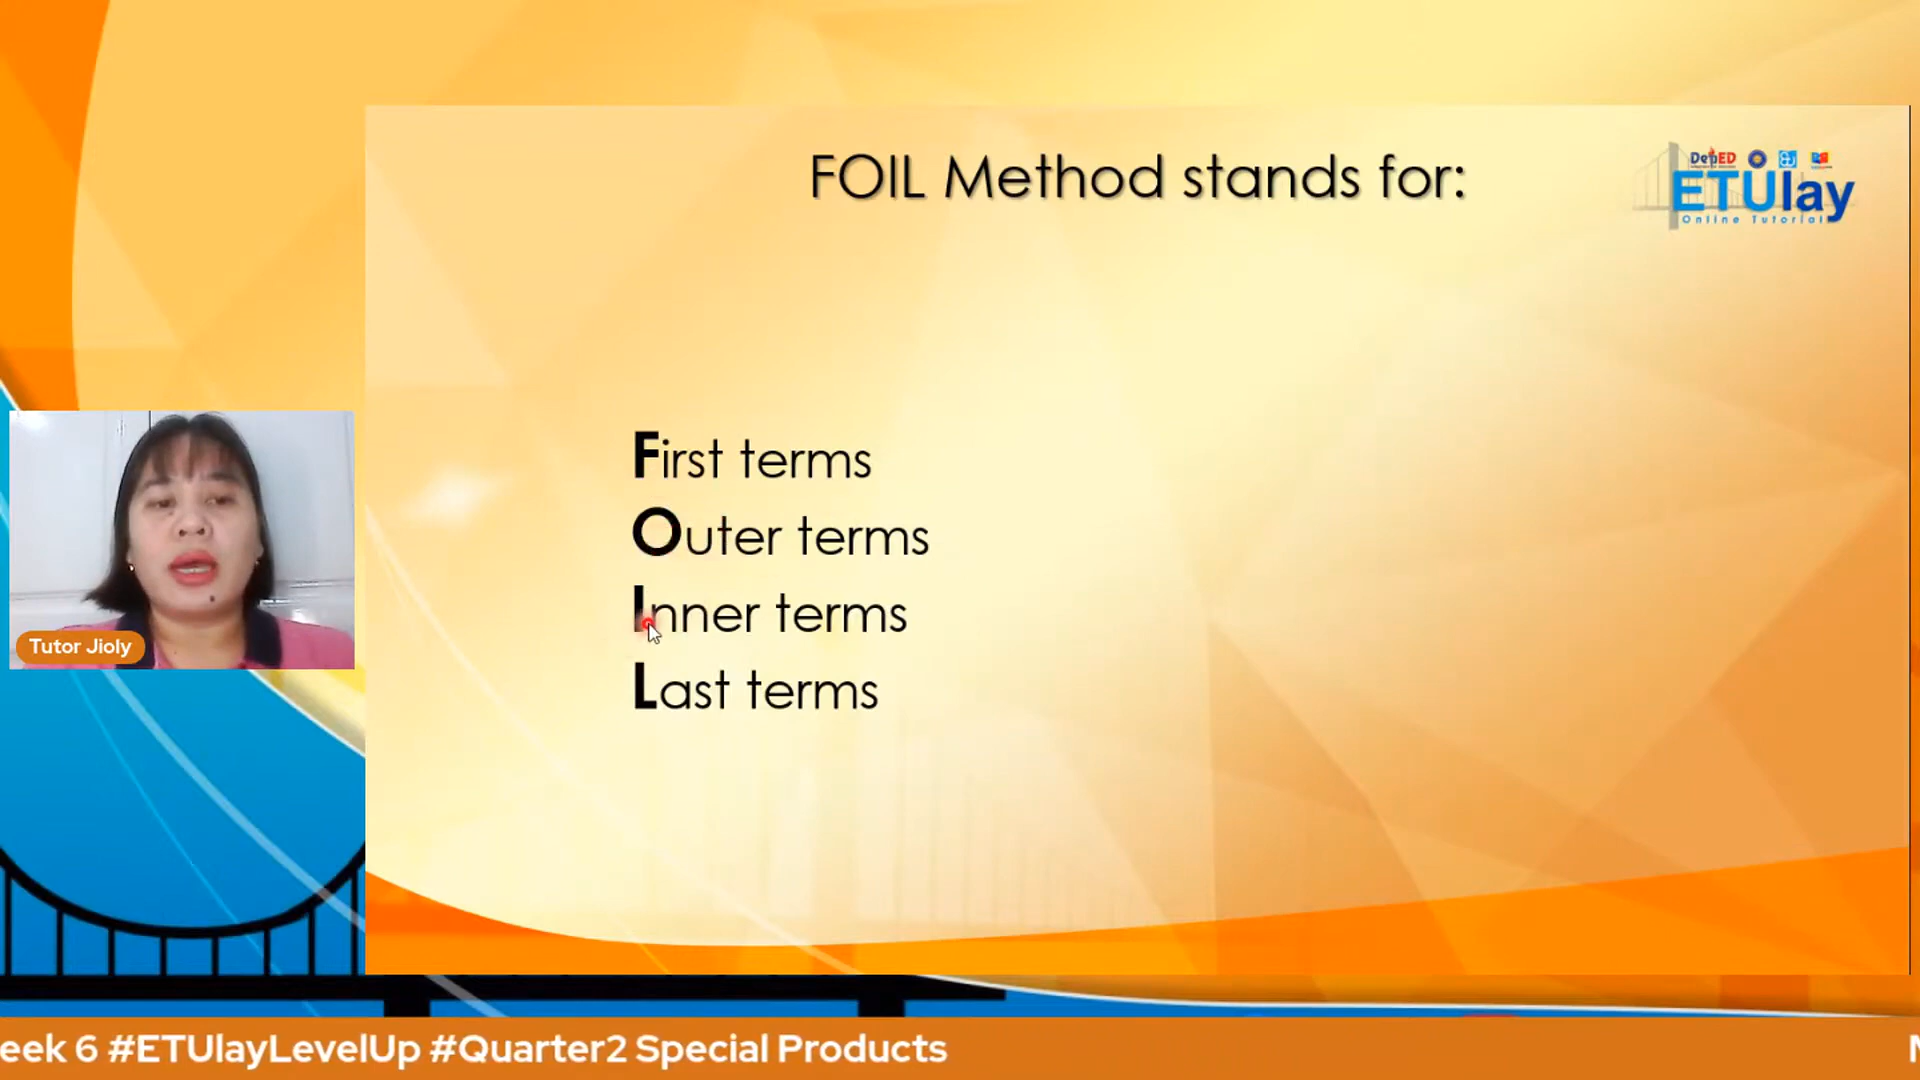 FOIL Method stands for:
DepED
ETUlay
Online Tutorial
First terms
Outer terms
Inner terms
Last terms
Tutor Jioly
eek 6 #ETUlayLevelUp #Quarter2 Special Products